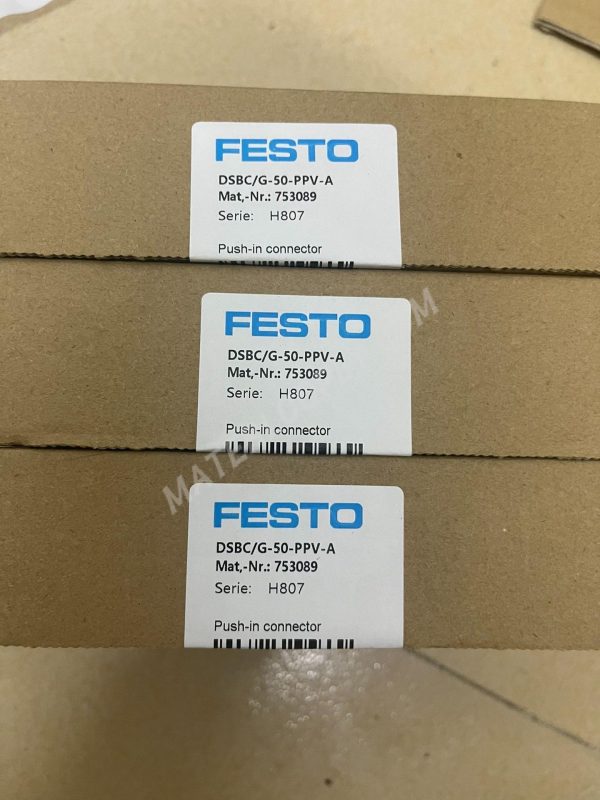 FESTO
DSBC/G-50-PPV-A
Mat,-Nr.: 753089
Serie: H807
Push-in connector
FESTO
DSBC/G-50-PPV-A
Mat,-Nr.: 753089
Serie: H807
Push-in connector
FESTO
DSBC/G-50-PPV-A
Mat,-Nr.: 753089
Serie: H807
Push-in connector